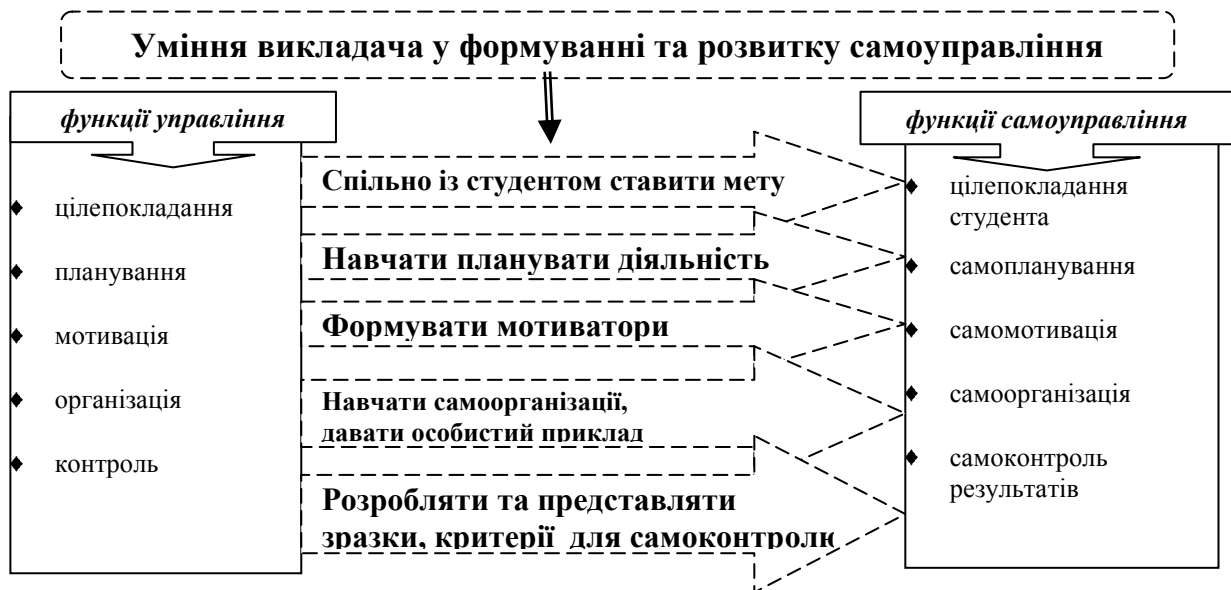 Уміння викладача у формуванні та розвитку самоуправління
функції управління
♦ цілепокладання
♦ планування
♦ мотивація
♦ організація
♦ контроль
Спільно із студентом ставити мету
Навчати планувати діяльність
Формувати мотиватори
Навчати самоорганізації,
давати особистий приклад
Розробляти та представляти
зразки, критерії для самоконтролю
функції самоуправління
♦ цілепокладання
студента
♦ самопланування
♦ самомотивація
♦ самоорганізація
♦ самоконтроль
результатів